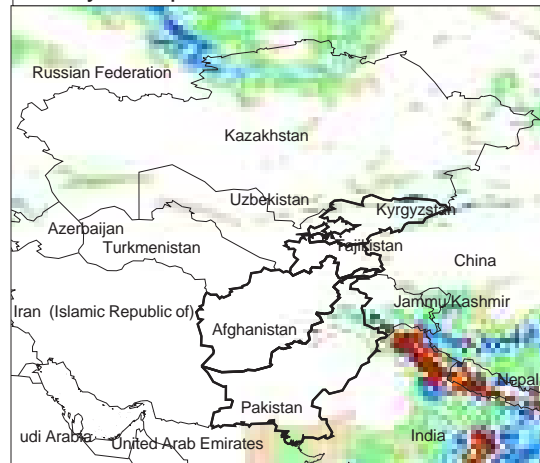 Russian Federation
Kazakhstan
Uzbekistan
Kyrgyzstan
Azerbaijan
Turkmenistan
Tajikistan
China
Iran (Islamic Republic of)
Jammu/Kashmir
Afghanistan
Nepal
Pakistan
udi Arabia
United Arab Emirates
India